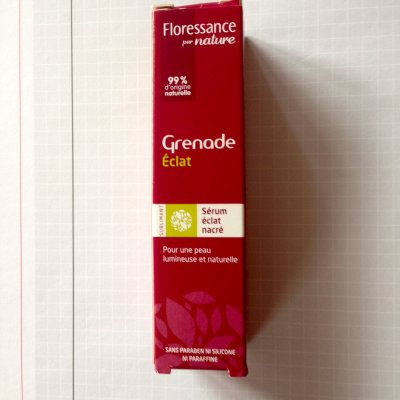 Floressance
par nature
99%
d'origine
naturelle
Grenade
Éclat
SUBLIMANT
Sérum
éclat
nacré
Pour une peau
lumineuse et naturelle
SANS PARABEN NI SILICONE
NI PARAFFINE